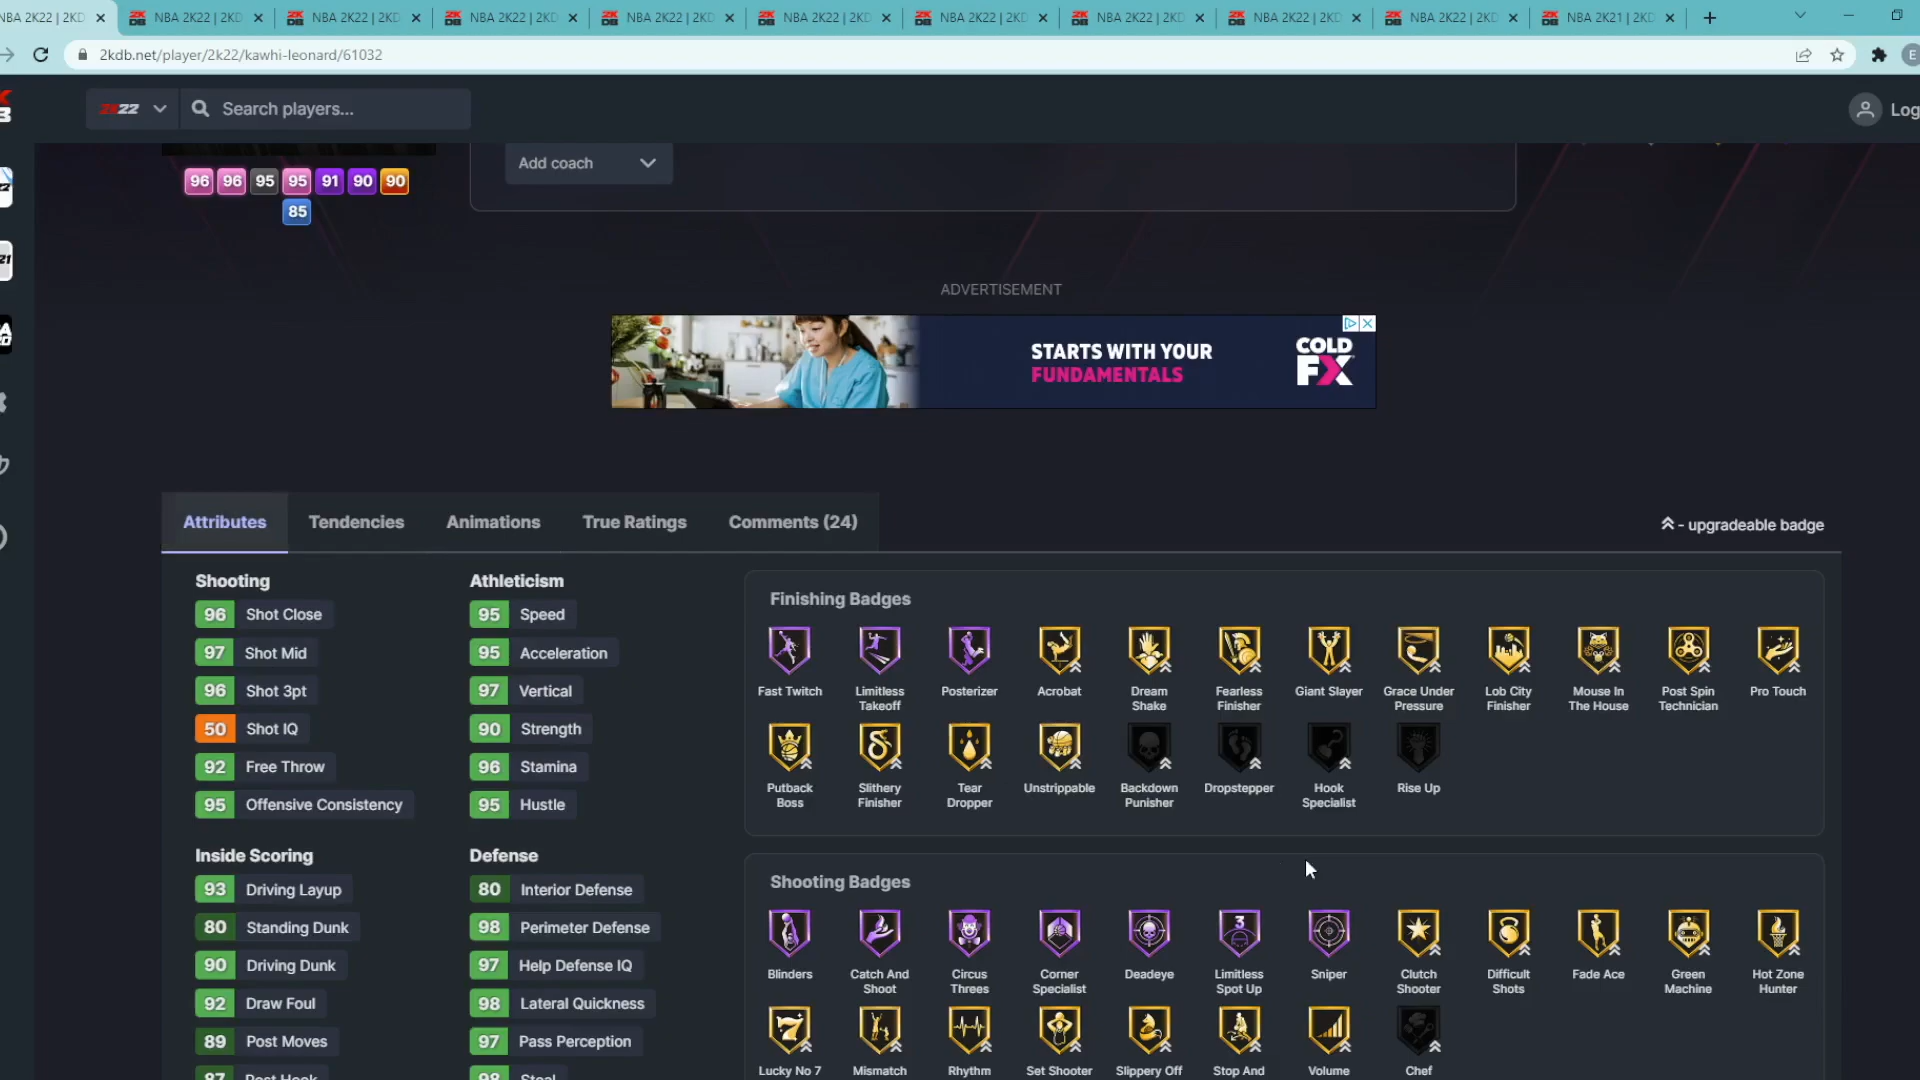 NBA 2K22 | 2KD NBA 2K22 | 2KD NBA 2K22 | 2KD NBA 2K22 | 2KD NBA 2K22 | 2KD NBA 2K22 | 2KD NBA 2K22 | 2KD NBA 2K22 | 2KD NBA 2K22 | 2KD NBA 2K22 | 2KD NBA 2K21 | 2KD
2kdb.net/player/2k22/kawhi-leonard/61032
E
2K22 Search players... Log
Add coach
96 96 95 95 91 90 90
85
ADVERTISEMENT
STARTS WITH YOUR
FUNDAMENTALS
COLD
FX
Attributes Tendencies Animations True Ratings Comments (24)
- upgradeable badge
Shooting
96 Shot Close
97 Shot Mid
96 Shot 3pt
50 Shot IQ
92 Free Throw
95 Offensive Consistency
Inside Scoring
93 Driving Layup
80 Standing Dunk
90 Driving Dunk
92 Draw Foul
89 Post Moves
87 Post Hook
Athleticism
95 Speed
95 Acceleration
97 Vertical
90 Strength
96 Stamina
95 Hustle
Defense
80 Interior Defense
98 Perimeter Defense
97 Help Defense IQ
98 Lateral Quickness
97 Pass Perception
98 Steal
Finishing Badges
Fast Twitch
Limitless
Takeoff
Posterizer
Acrobat
Dream
Shake
Fearless
Finisher
Giant Slayer
Grace Under
Pressure
Lob City
Finisher
Mouse In
The House
Post Spin
Technician
Pro Touch
Putback
Boss
Slithery
Finisher
Tear
Dropper
Unstrippable
Backdown
Punisher
Dropstepper
Hook
Specialist
Rise Up
Shooting Badges
Blinders
Catch And
Shoot
Circus
Threes
Corner
Specialist
Deadeye
3
Limitless
Spot Up
Sniper
Clutch
Shooter
Difficult
Shots
Fade Ace
Green
Machine
Hot Zone
Hunter
7
Lucky No 7
Mismatch
Rhythm
Set Shooter
Slippery Off
Stop And
Volume
Chef